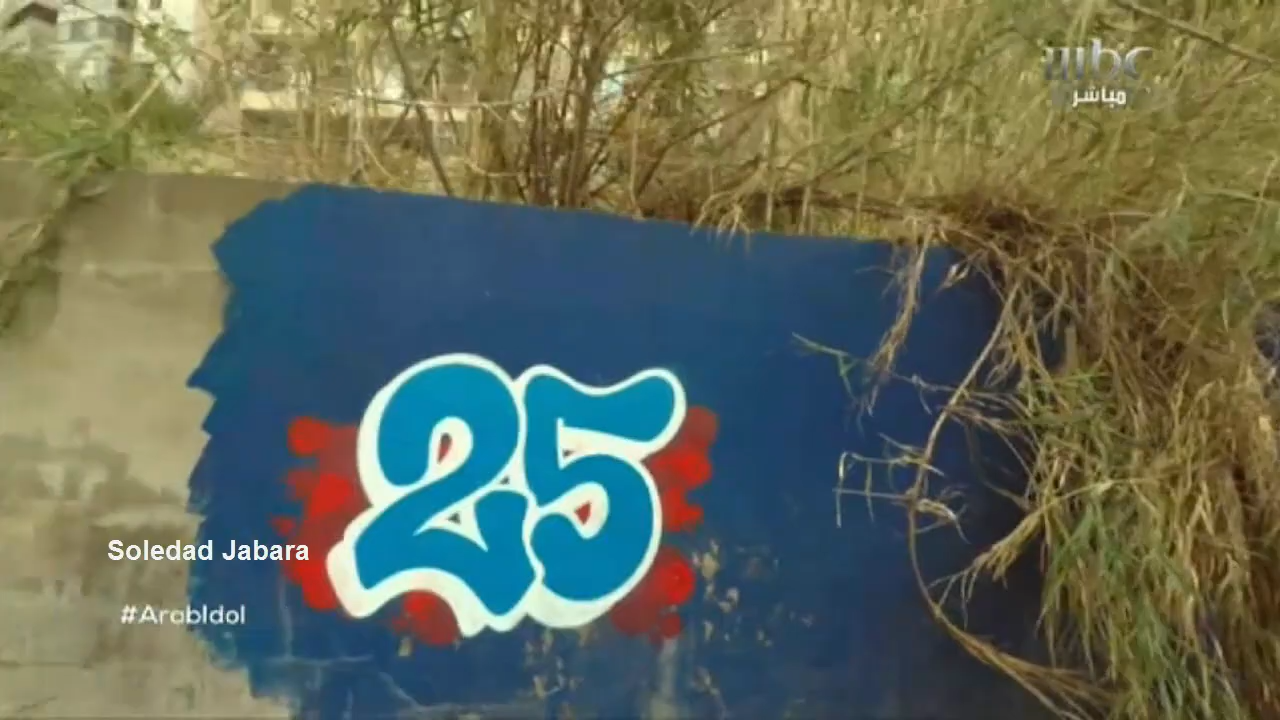 mbc
مباشر
25
Soledad Jabara
#ArabIdol